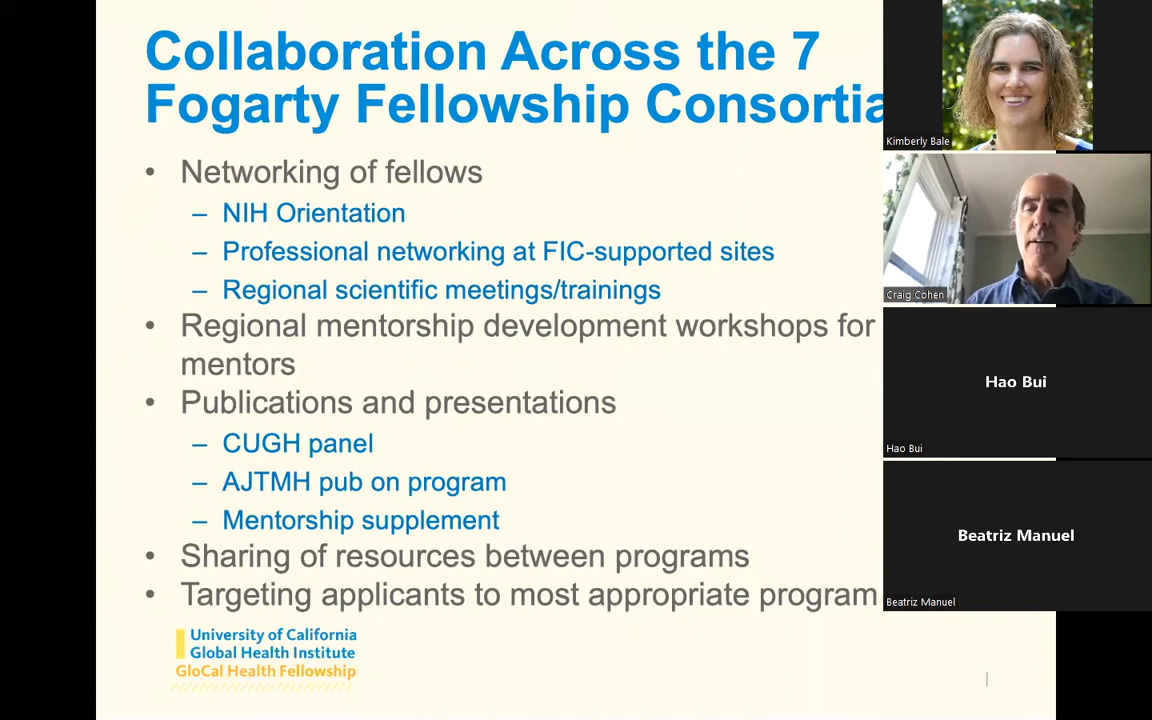 Collaboration Across the 7
Fogarty Fellowship Consortia
• Networking of fellows
– NIH Orientation
– Professional networking at FIC-supported sites
– Regional scientific meetings/trainings
• Regional mentorship development workshops for
mentors
• Publications and presentations
– CUGH panel
– AJTMH pub on program
– Mentorship supplement
• Sharing of resources between programs
• Targeting applicants to most appropriate program
University of California
Global Health Institute
GloCal Health Fellowship
Kimberly Bale
Craig Cohen
Hao Bui
Hao Bui
Beatriz Manuel
Beatriz Manuel